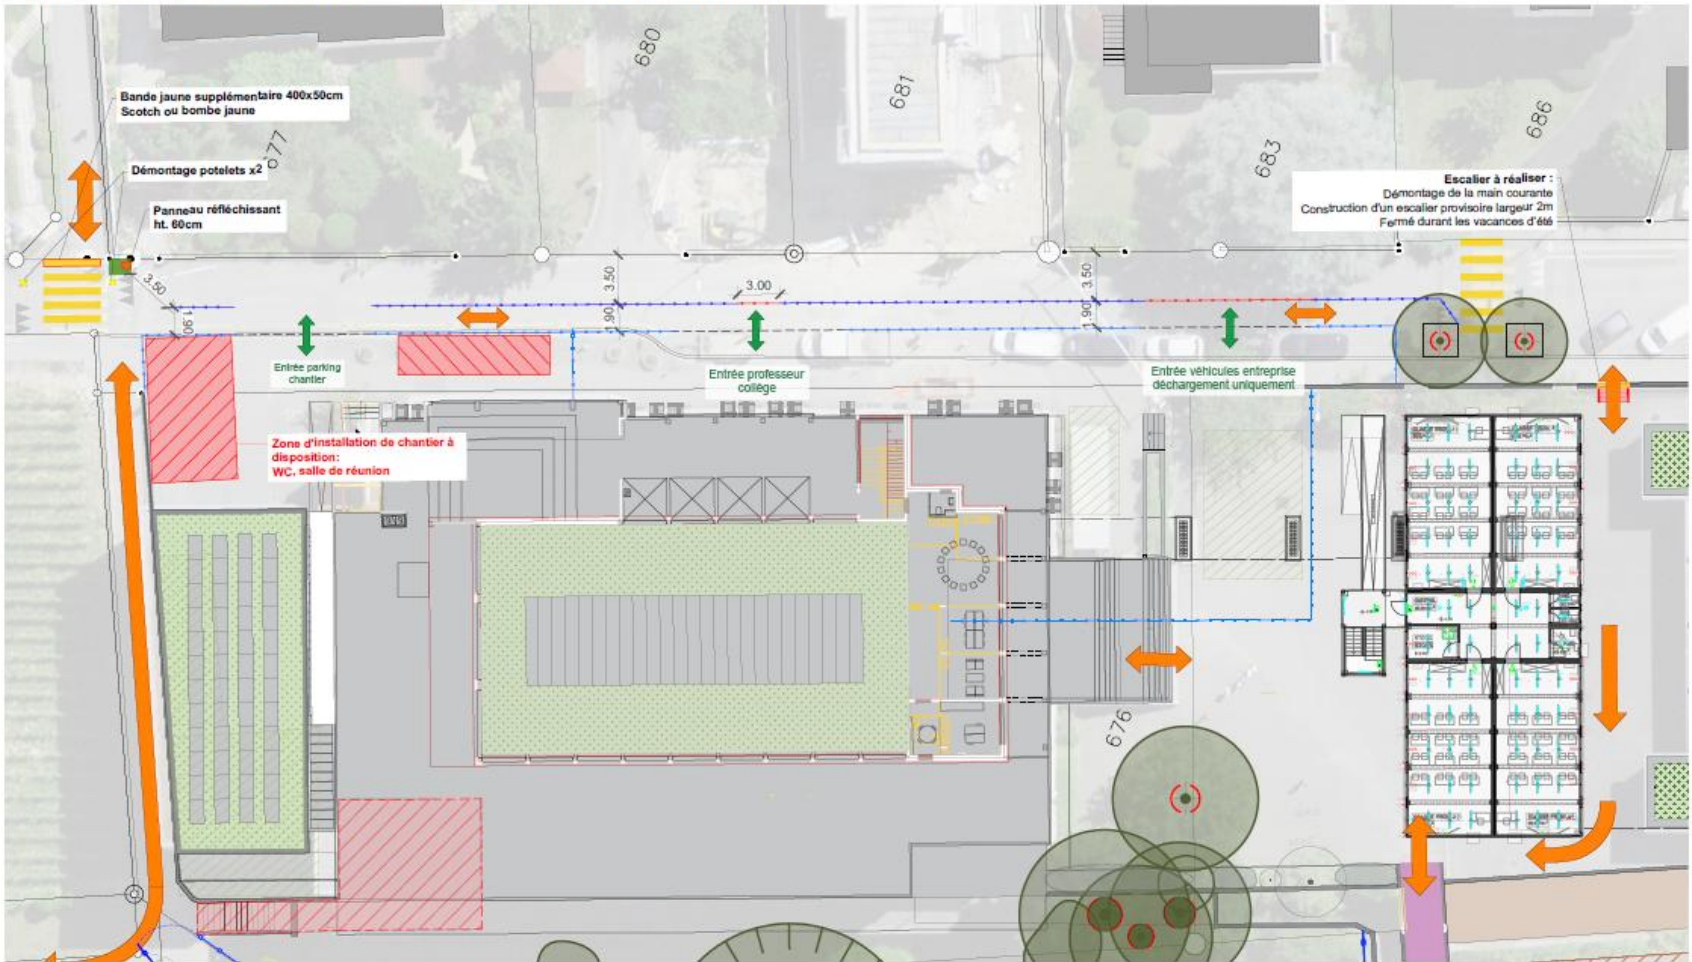 680
681
677
683
686
Bande jaune supplémentaire 400x50cm
Scotch ou bombe jaune
Démontage potelets x2
Panneau réfléchissant
ht. 60cm
Escalier à réaliser :
Démontage de la main courante
Construction d'un escalier provisoire largeur 2m
Fermé durant les vacances d'été
3.50
1.90
3.50
1.90
3.00
3.50
1.90
Entrée parking
chantier
Entrée professeur
collège
Entrée véhicules entreprise
déchargement uniquement
Zone d'installation de chantier à
disposition:
WC, salle de réunion
676